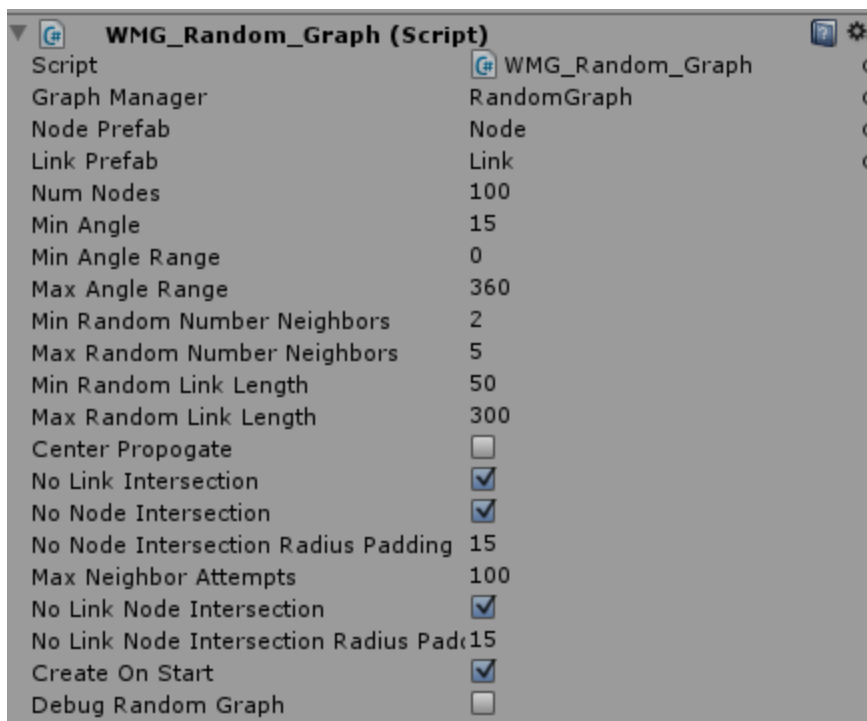 WMG_Random_Graph (Script)
Script WMG_Random_Graph
Graph Manager RandomGraph
Node Prefab Node
Link Prefab Link
Num Nodes 100
Min Angle 15
Min Angle Range 0
Max Angle Range 360
Min Random Number Neighbors 2
Max Random Number Neighbors 5
Min Random Link Length 50
Max Random Link Length 300
Center Propogate
No Link Intersection
No Node Intersection
No Node Intersection Radius Padding 15
Max Neighbor Attempts 100
No Link Node Intersection
No Link Node Intersection Radius Padd 15
Create On Start
Debug Random Graph